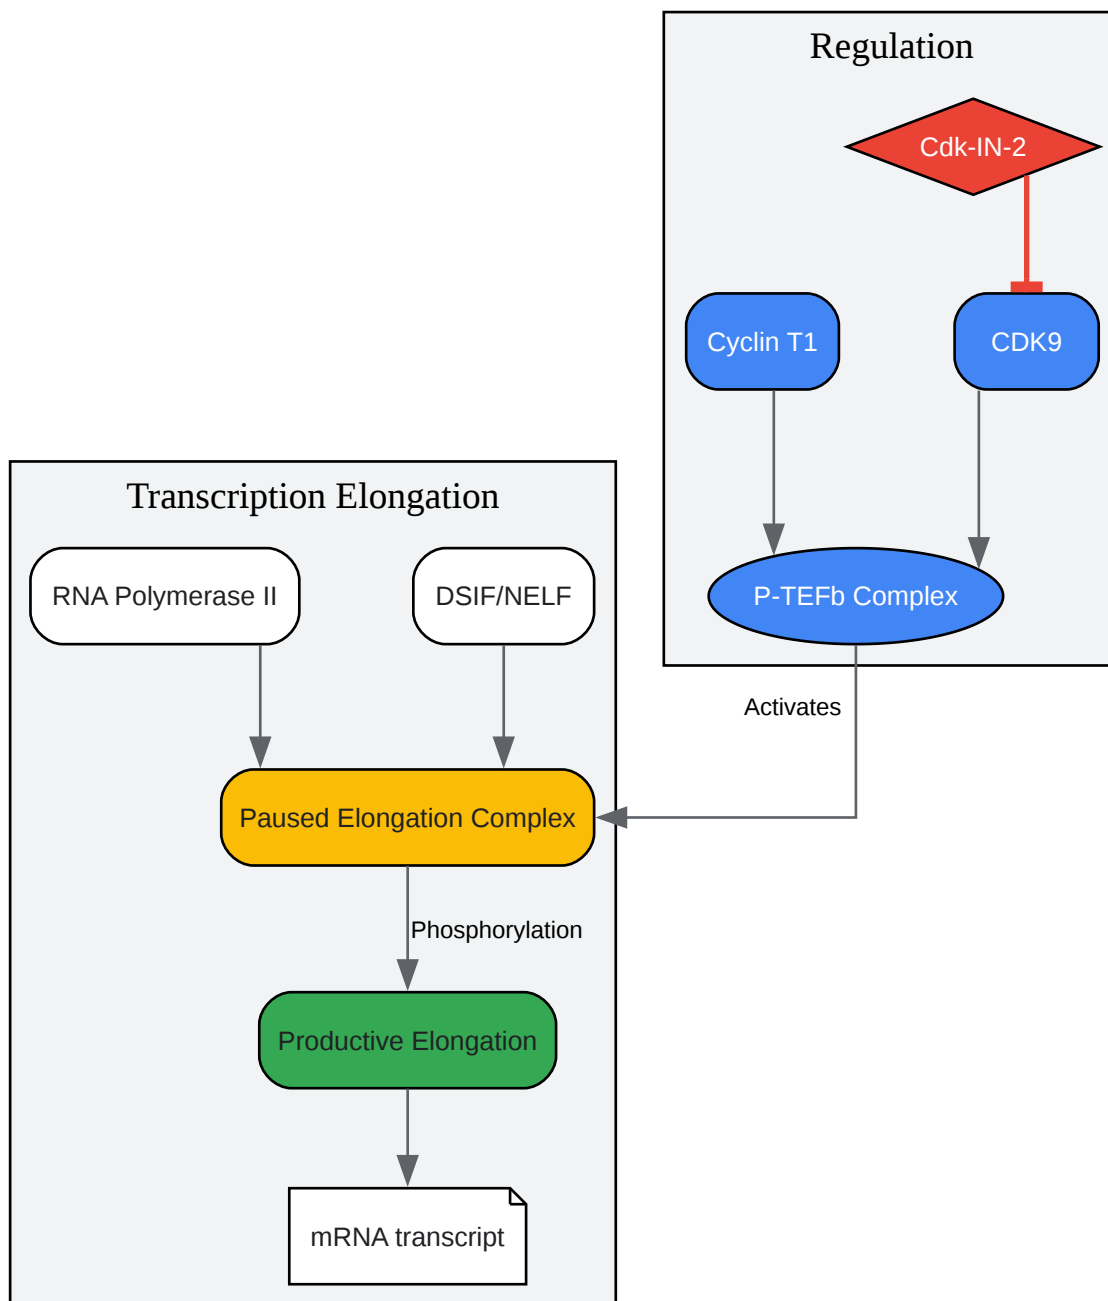 Regulation
Cdk-IN-2
Cyclin T1
CDK9
P-TEFb Complex
Activates
Transcription Elongation
RNA Polymerase II
DSIF/NELF
Paused Elongation Complex
Phosphorylation
Productive Elongation
mRNA transcript